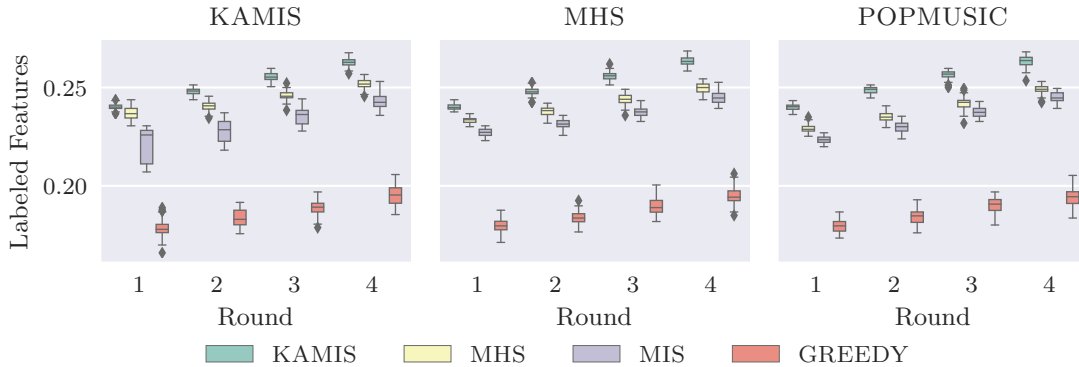 KAMIS MHS POPMUSIC
Labeled Features
0.25
0.20
1 2 3 4 1 2 3 4 1 2 3 4
Round Round Round
KAMIS MHS MIS GREEDY